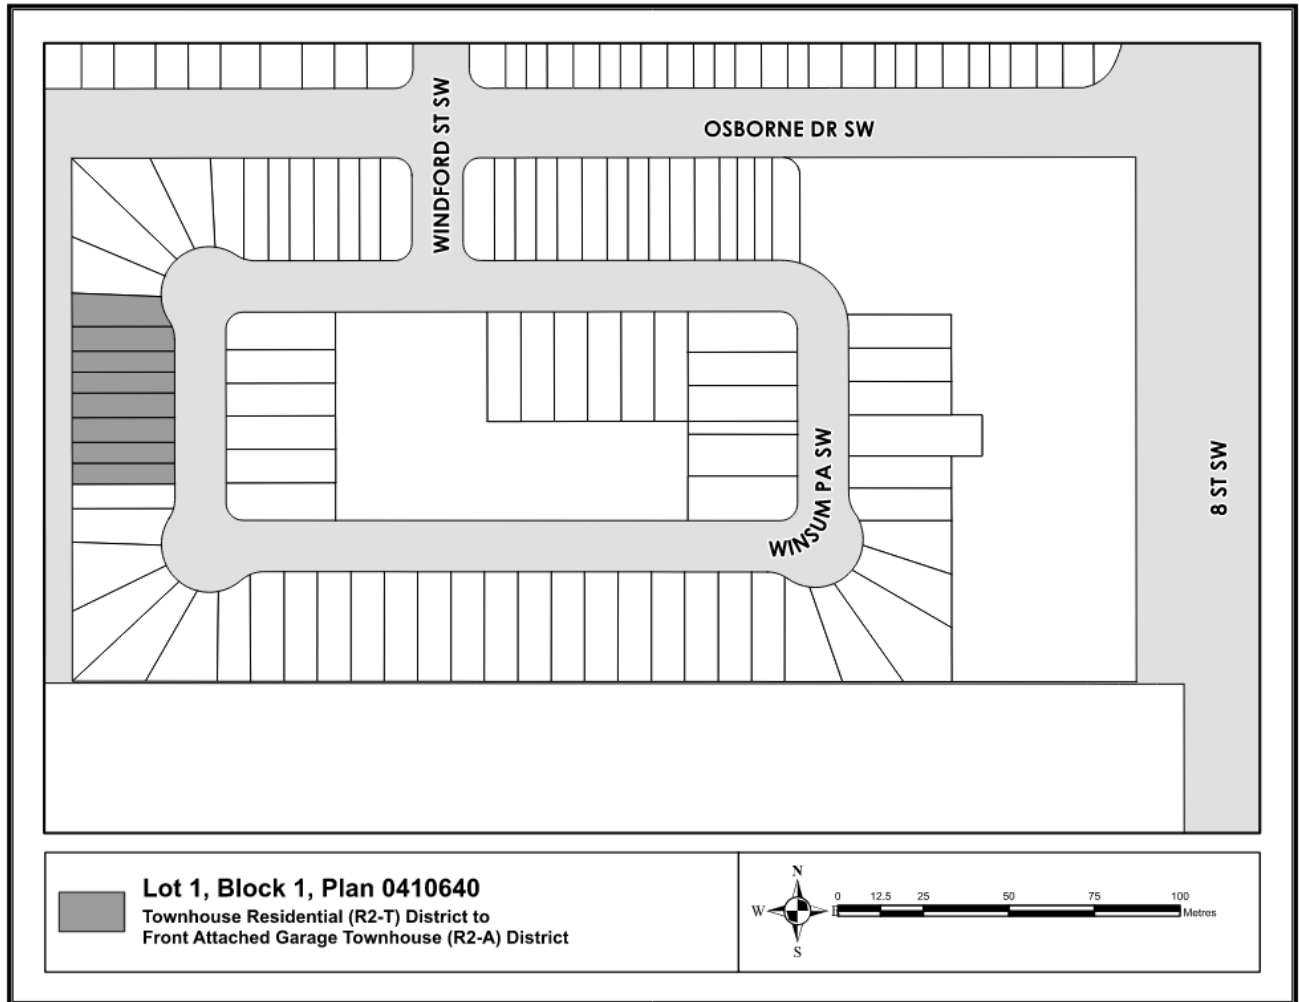 WINDFORD ST SW
OSBORNE DR SW
WINSUM PA SW
8 ST SW
Lot 1, Block 1, Plan 0410640
Townhouse Residential (R2-T) District to
Front Attached Garage Townhouse (R2-A) District
N
W E
S
0 12.5 25 50 75 100
Metres